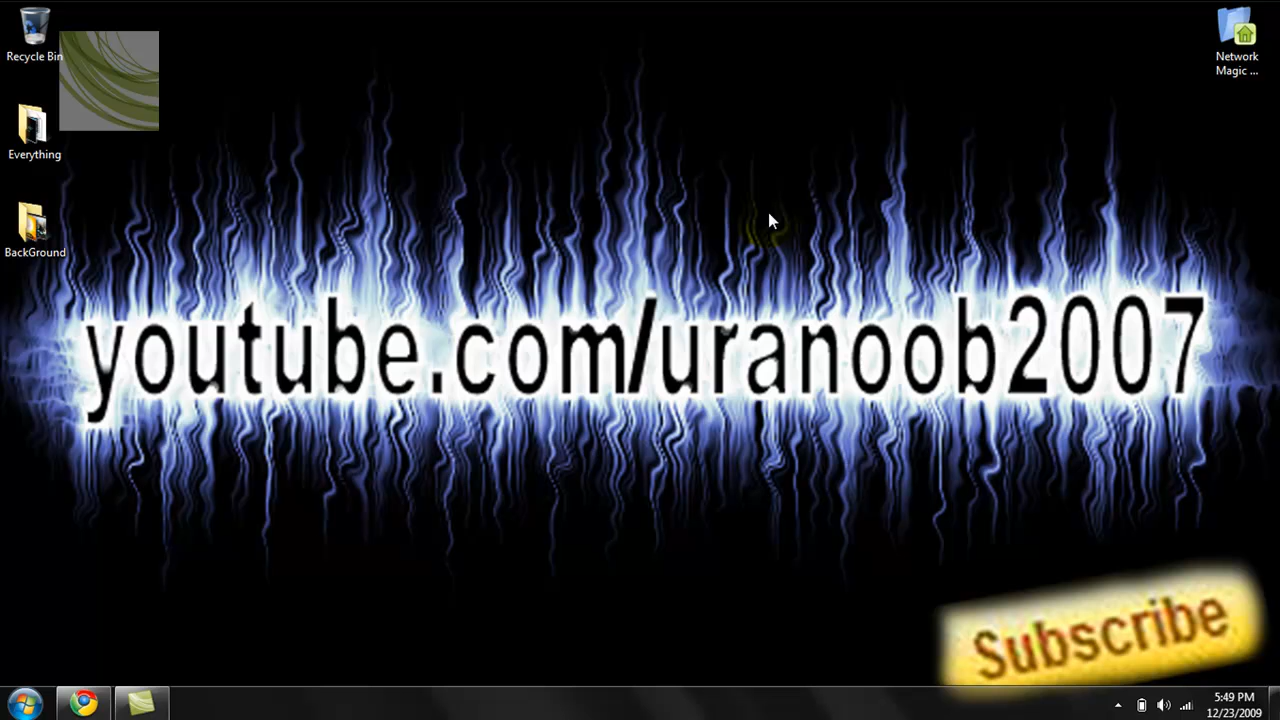 Recycle Bin
Everything
BackGround
Network
Magic ...
youtube.com/uranoob2007
Subscribe
5:49 PM
12/23/2009